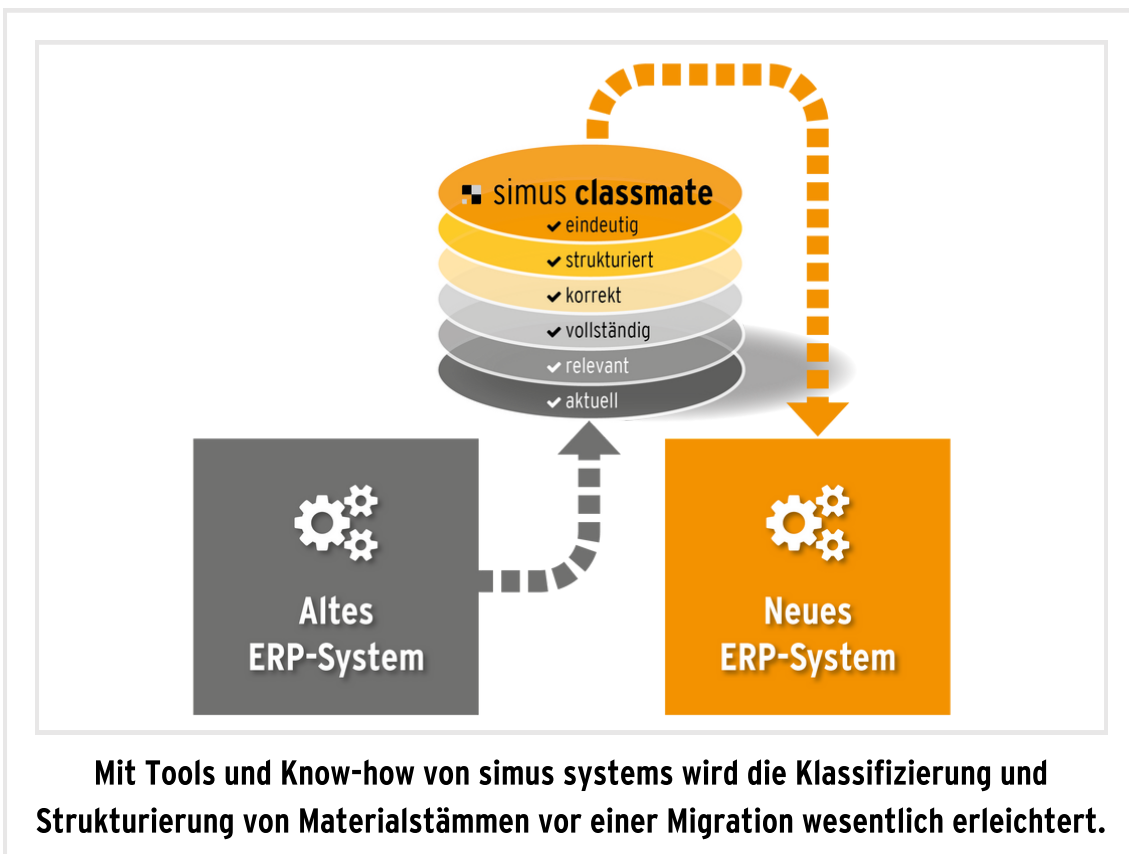 simus classmate
✔ eindeutig
✔ strukturiert
✔ korrekt
✔ vollständig
✔ relevant
✔ aktuell
Altes
ERP-System
Neues
ERP-System
Mit Tools und Know-how von simus systems wird die Klassifizierung und
Strukturierung von Materialstämmen vor einer Migration wesentlich erleichtert.